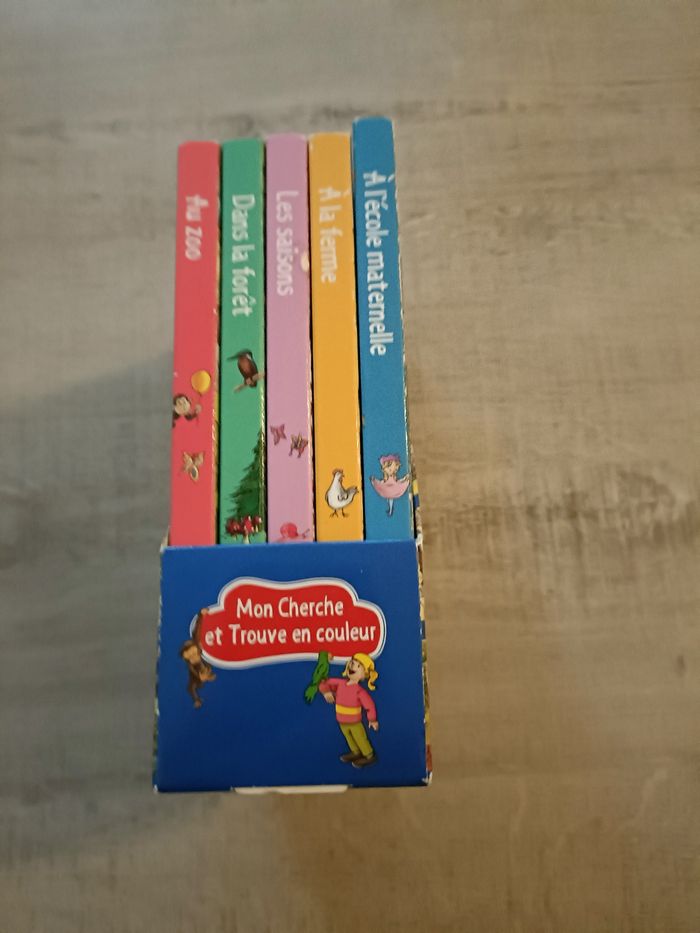 Au zoo
Dans la forêt
Les saisons
À la ferme
À l'école maternelle
Mon Cherche
et Trouve en couleur